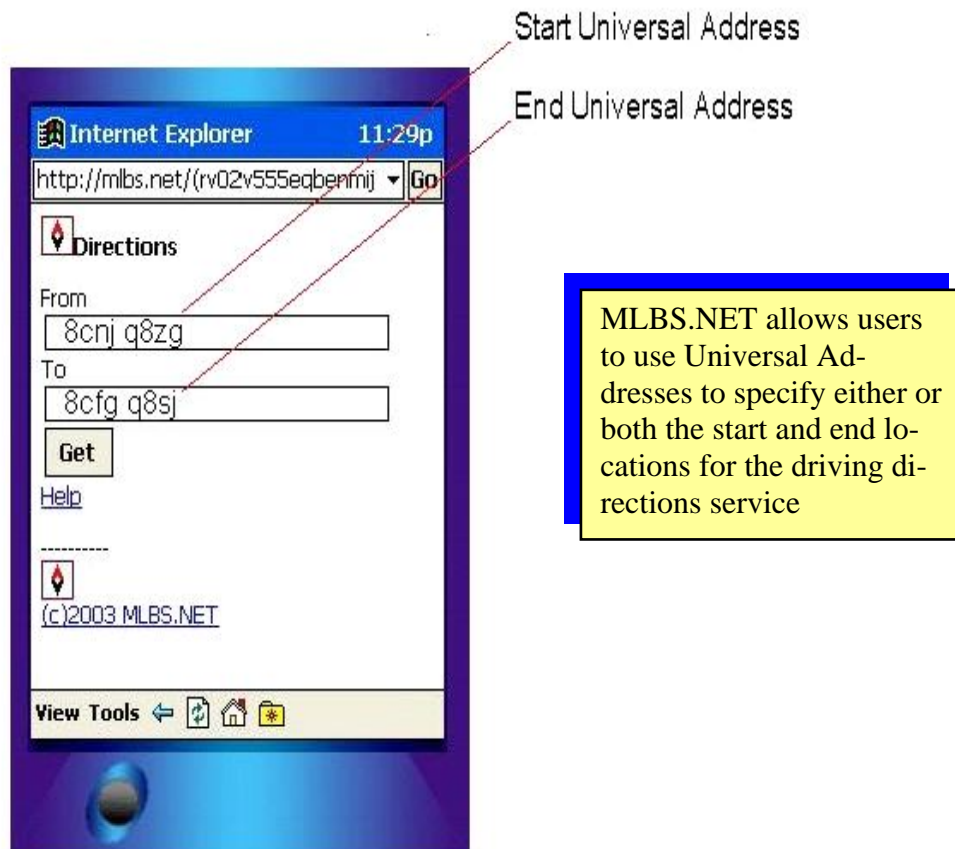 Start Universal Address
End Universal Address
Internet Explorer 11:29p
http://mlbs.net/(rv02v555eqbenmij Go
Directions
From
8cnj q8zg
To
8cfg q8sj
Get
Help
----------
(c)2003 MLBS.NET
View Tools
MLBS.NET allows users
to use Universal Ad-
dresses to specify either or
both the start and end lo-
cations for the driving di-
rections service